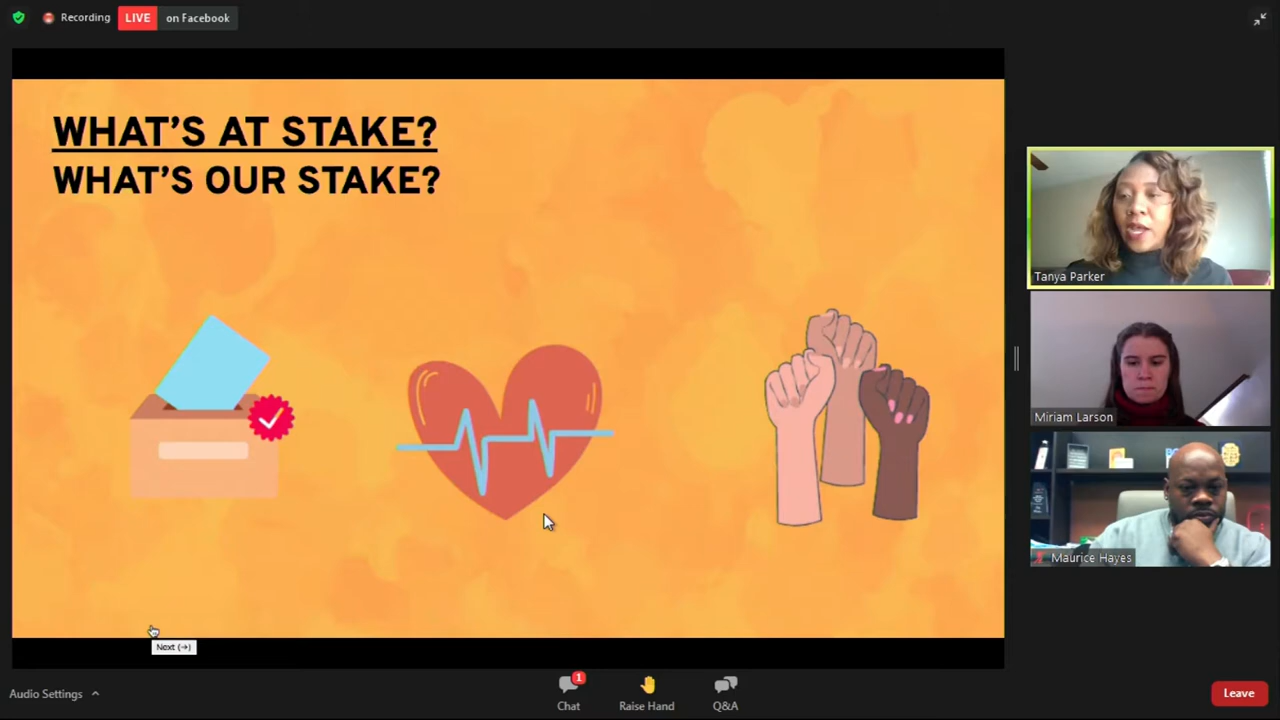 Recording
LIVE on Facebook
WHAT'S AT STAKE?
WHAT'S OUR STAKE?
Tanya Parker
Miriam Larson
Maurice Hayes
Next (→)
Audio Settings
1
Chat
Raise Hand
Q&A
Leave